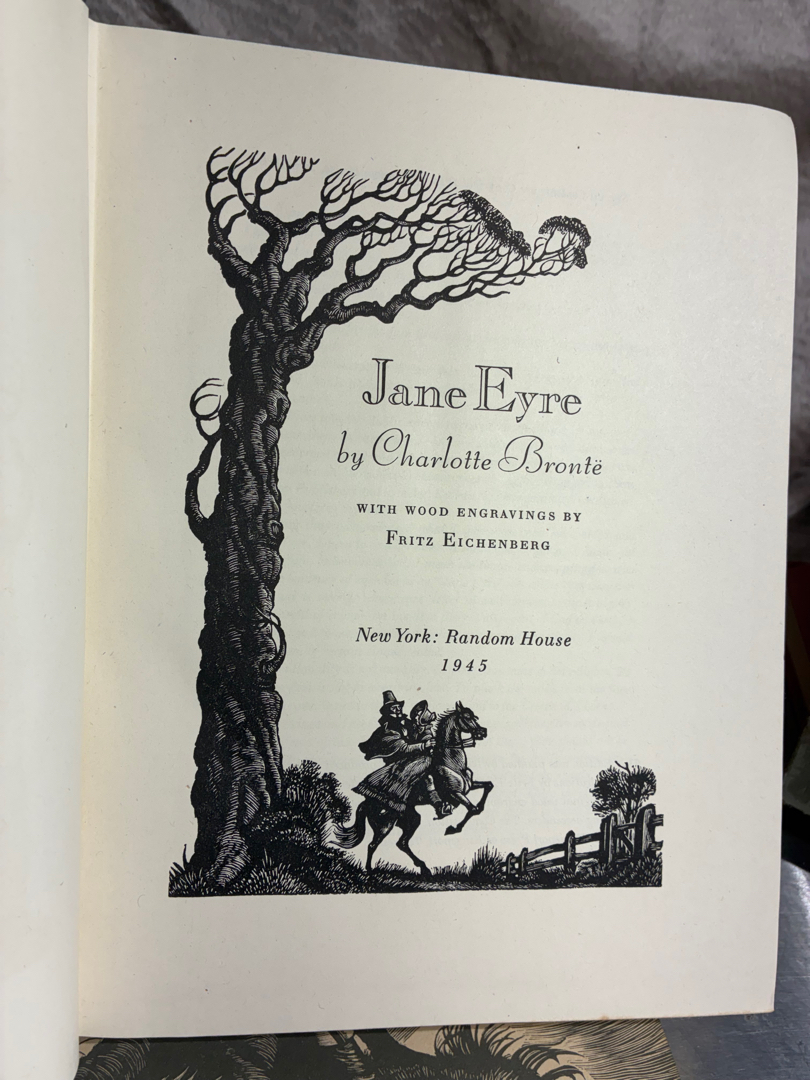 Jane Eyre
by Charlotte Brontë
WITH WOOD ENGRAVINGS BY
FRITZ EICHENBERG
New York: Random House
1945